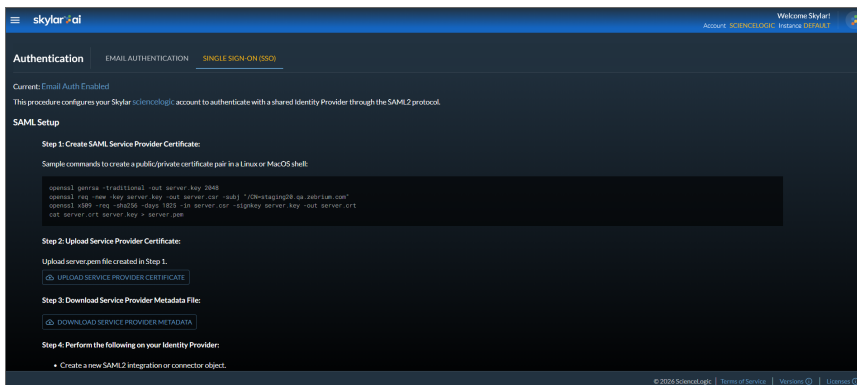 skylar ai
Welcome Skylar!
Account SCIENCELOGIC Instance DEFAULT
Authentication
EMAIL AUTHENTICATION
SINGLE SIGN-ON (SSO)
Current: Email Auth Enabled
This procedure configures your Skylar sciencelogic account to authenticate with a shared Identity Provider through the SAML2 protocol.
SAML Setup
Step 1: Create SAML Service Provider Certificate:
Sample commands to create a public/private certificate pair in a Linux or MacOS shell:
openssl genrsa -traditional -out server.key 2048
openssl req -new -key server.key -out server.csr -subj "/CN=staging20.qa.zebrium.com"
openssl x509 -req -sha256 -days 1825 -in server.csr -signkey server.key -out server.crt
cat server.crt server.key > server.pem
Step 2: Upload Service Provider Certificate:
Upload server.pem file created in Step 1.
UPLOAD SERVICE PROVIDER CERTIFICATE
Step 3: Download Service Provider Metadata File:
DOWNLOAD SERVICE PROVIDER METADATA
Step 4: Perform the following on your Identity Provider:
• Create a new SAML2 integration or connector object.
© 2026 ScienceLogic | Terms of Service | Versions | Licenses